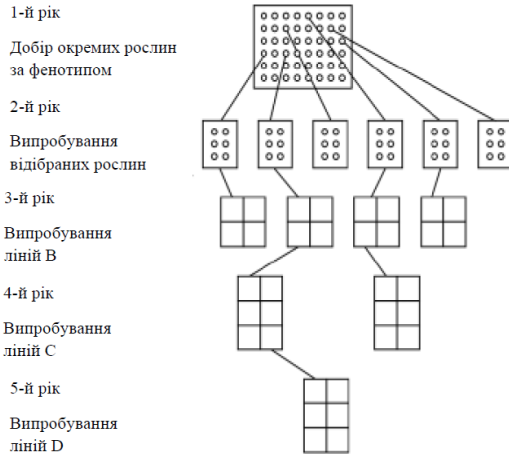 1-й рік
Добір окремих рослин
за фенотипом
2-й рік
Випробування
відібраних рослин
3-й рік
Випробування
ліній В
4-й рік
Випробування
ліній С
5-й рік
Випробування
ліній D